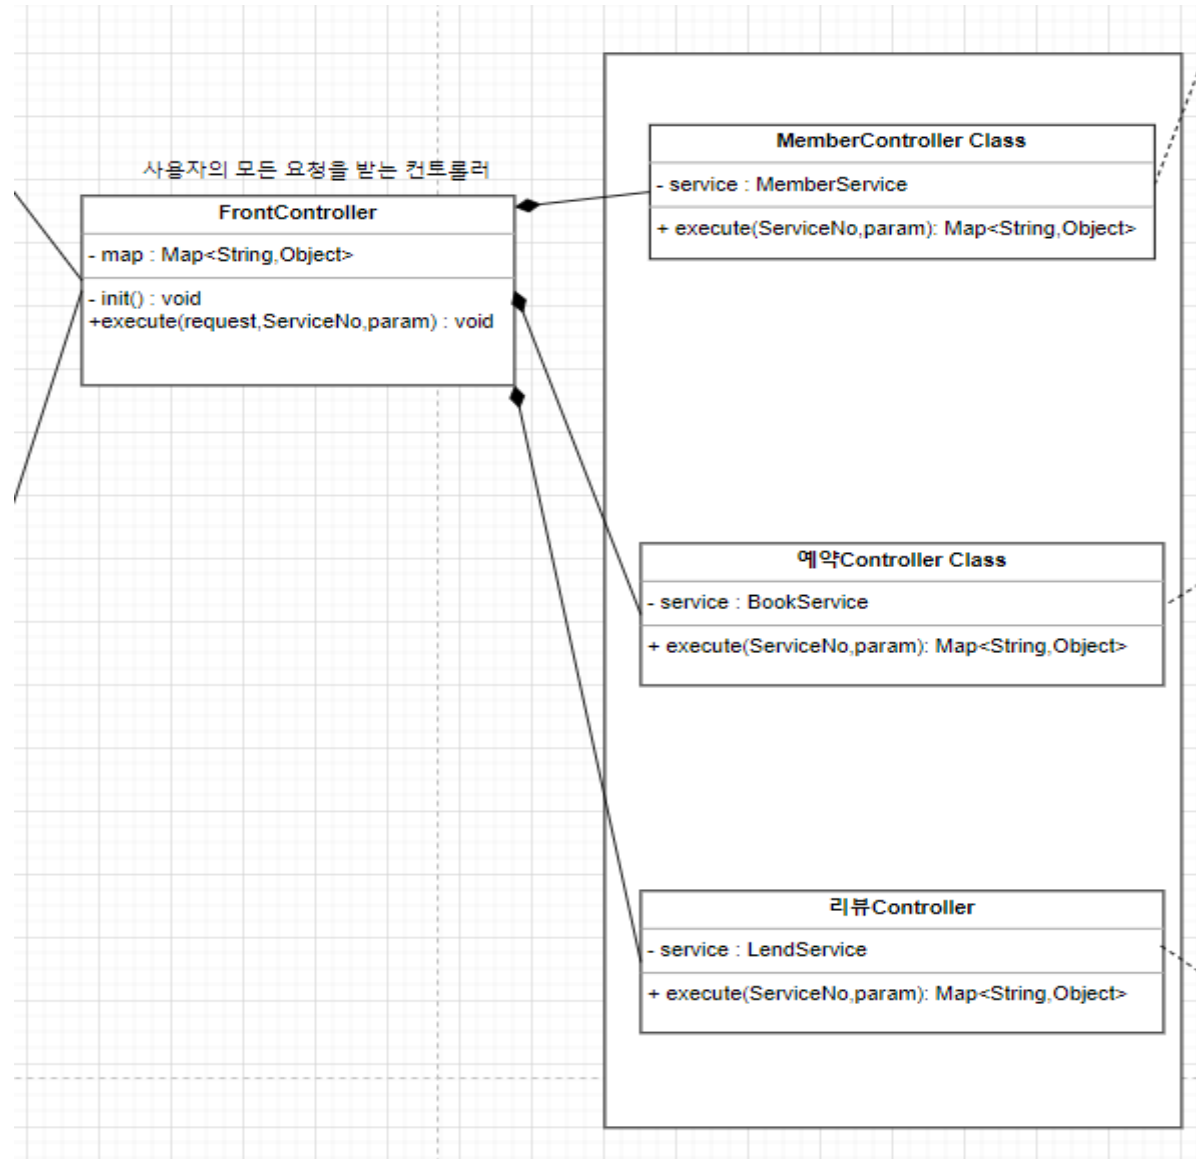 사용자의 모든 요청을 받는 컨트롤러
FrontController
- map : Map<String,Object>
- init() : void
+execute(request,ServiceNo,param) : void
MemberController Class
- service : MemberService
+ execute(ServiceNo,param): Map<String,Object>
예약Controller Class
- service : BookService
+ execute(ServiceNo,param): Map<String,Object>
리뷰Controller
- service : LendService
+ execute(ServiceNo,param): Map<String,Object>